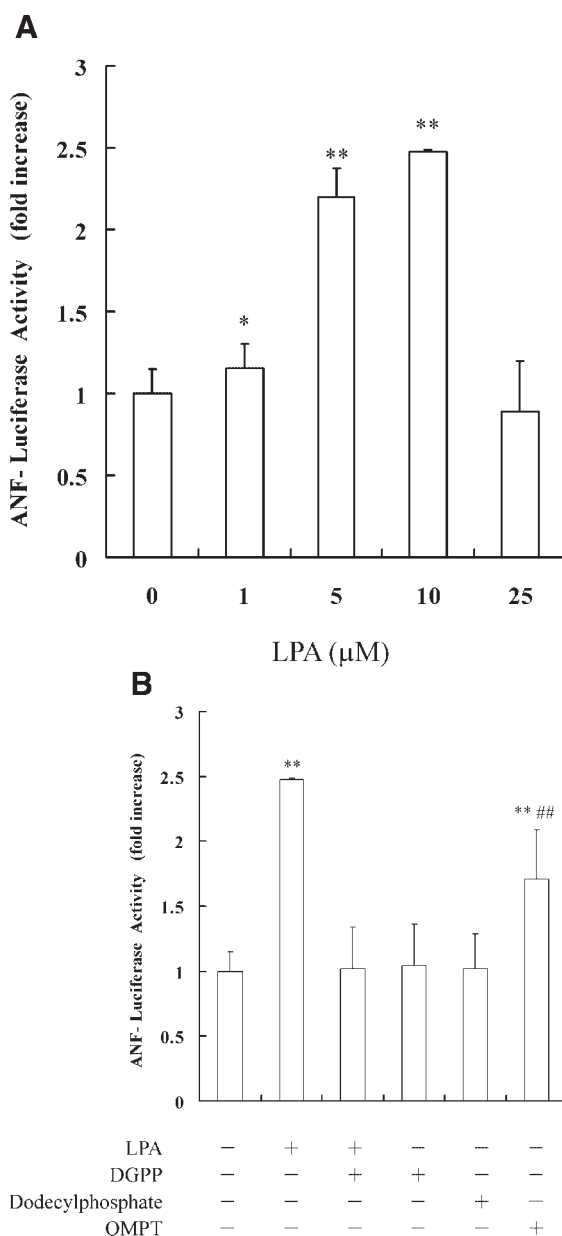 A
ANF- Luciferase Activity (fold increase)
3
2.5
2
1.5
1
0.5
0
*
**
**
0 1 5 10 25
LPA (µM)
B
ANF- Luciferase Activity (fold increase)
3
2.5
2
1.5
1
0.5
0
**
** ##
LPA − + + − − −
DGPP − − + + − −
Dodecylphosphate − − − − + −
OMPT − − − − − +